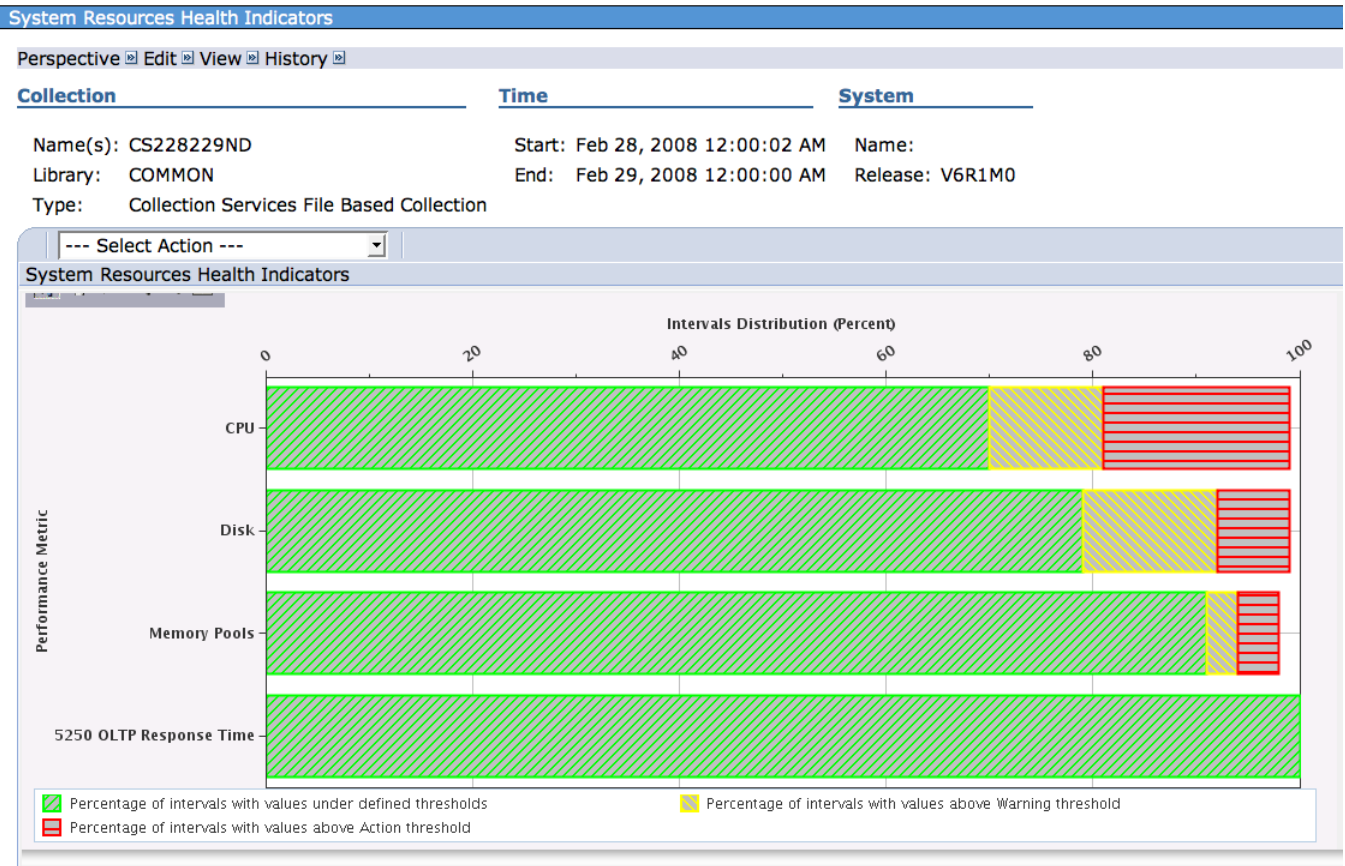 System Resources Health Indicators
Perspective Edit View History
Collection Time System
Name(s): CS228229ND Start: Feb 28, 2008 12:00:02 AM Name:
Library: COMMON End: Feb 29, 2008 12:00:00 AM Release: V6R1M0
Type: Collection Services File Based Collection
--- Select Action ---
System Resources Health Indicators
Intervals Distribution (Percent)
0 20 40 60 80 100
Performance Metric
CPU
Disk
Memory Pools
5250 OLTP Response Time
Percentage of intervals with values under defined thresholds Percentage of intervals with values above Warning threshold
Percentage of intervals with values above Action threshold